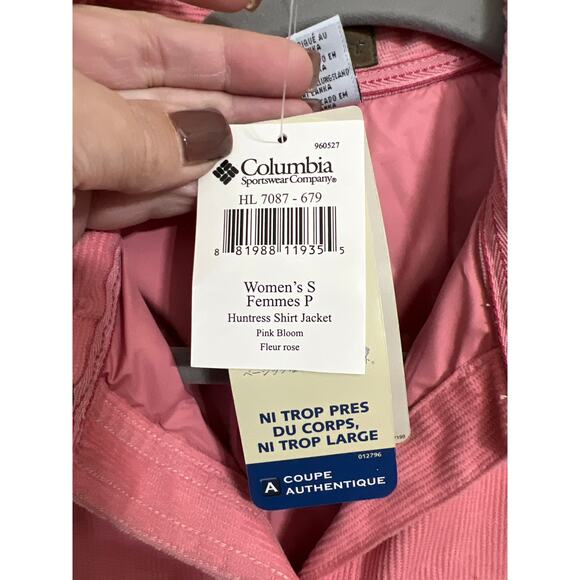 960527
Columbia
Sportswear Company®
HL 7087 - 679
8 81988 11935 5
Women's S
Femmes P
Huntress Shirt Jacket
Pink Bloom
Fleur rose
NI TROP PRES
DU CORPS,
NI TROP LARGE
012796
A COUPE
AUTHENTIQUE